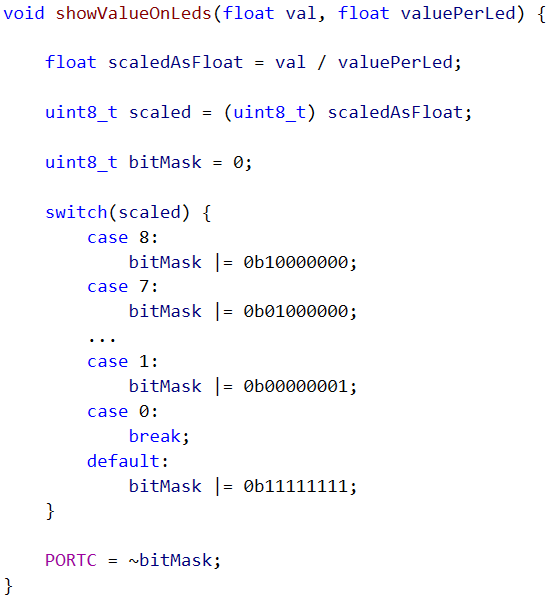 void showValueOnLeds(float val, float valuePerLed) {
    float scaledAsFloat = val / valuePerLed;
    uint8_t scaled = (uint8_t) scaledAsFloat;
    uint8_t bitMask = 0;
    switch(scaled) {
        case 8:
            bitMask |= 0b10000000;
        case 7:
            bitMask |= 0b01000000;
        ...
        case 1:
            bitMask |= 0b00000001;
        case 0:
            break;
        default:
            bitMask |= 0b11111111;
    }
    PORTC = ~bitMask;
}